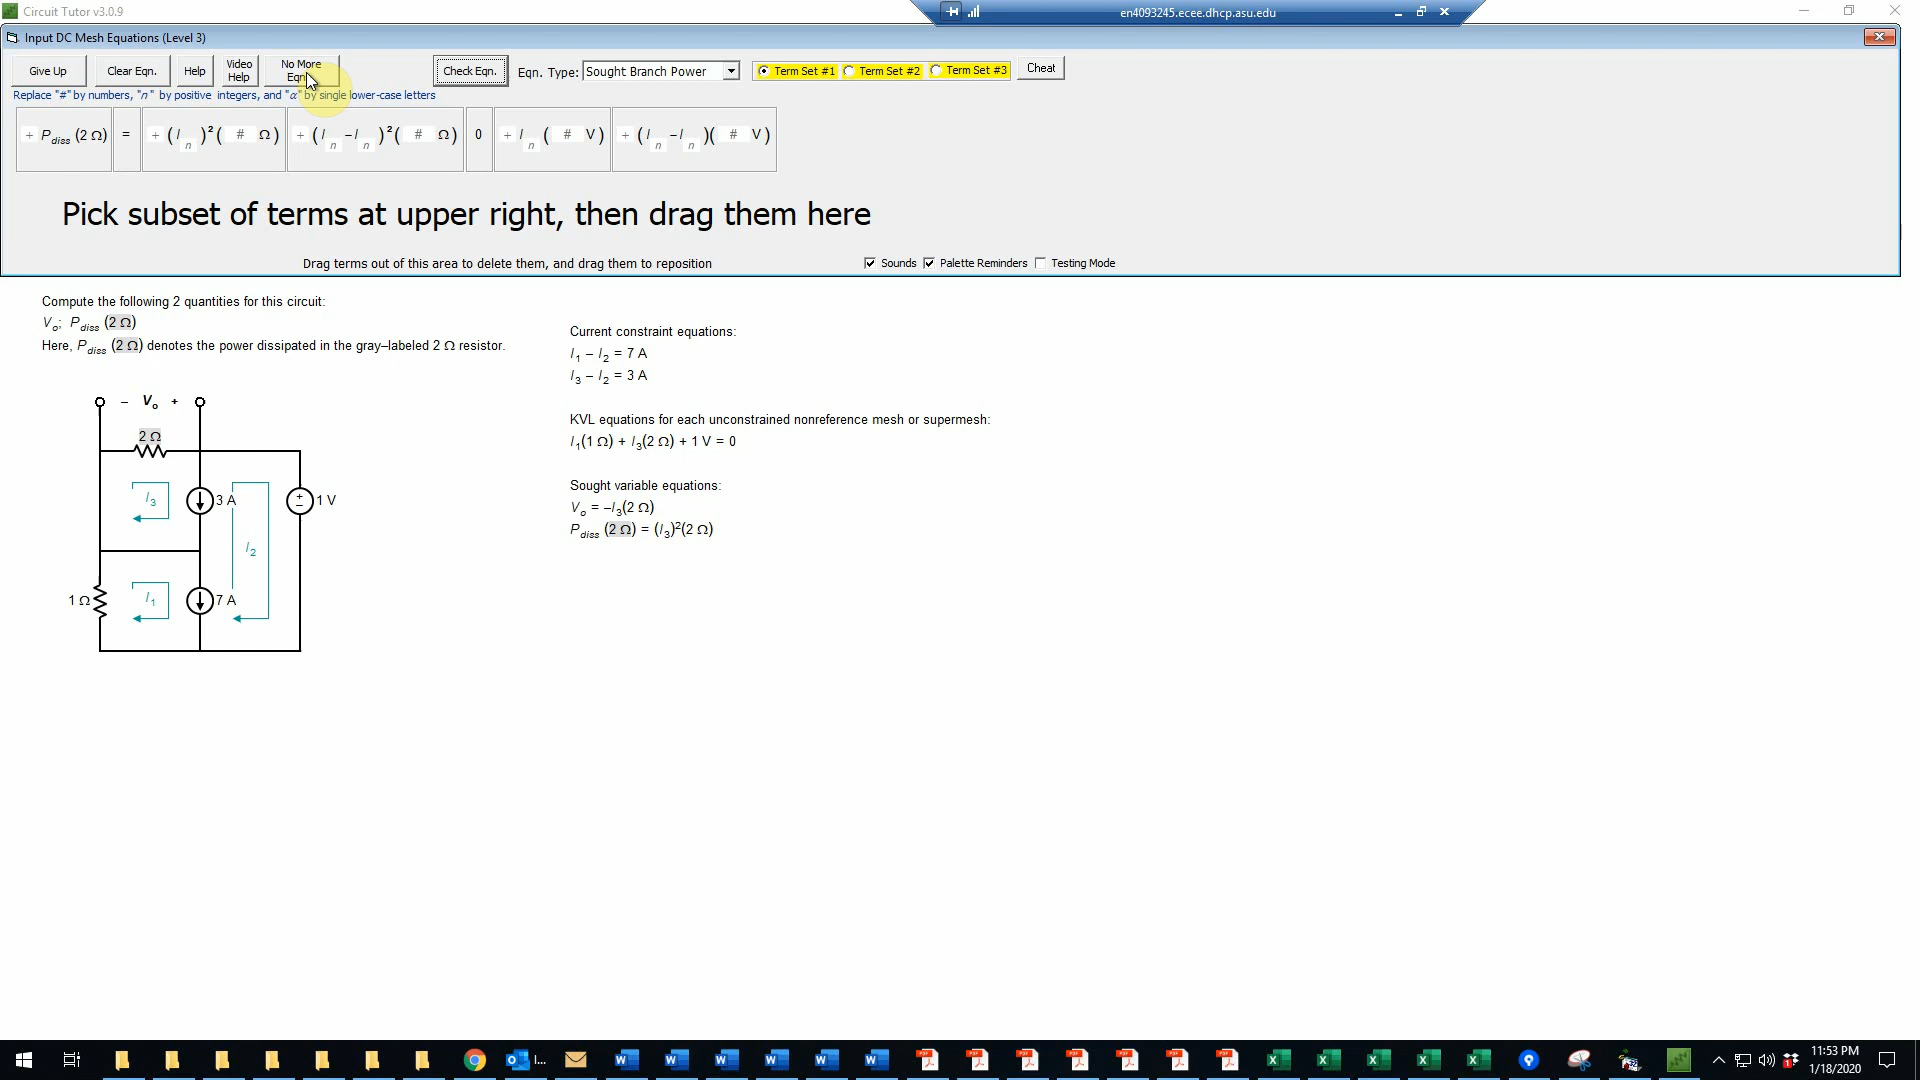 Circuit Tutor v3.0.9
en4093245.ecee.dhcp.asu.edu
Input DC Mesh Equations (Level 3)
Give Up
Clear Eqn.
Help
Video
Help
No More
Eqn
Check Eqn.
Eqn. Type:
Sought Branch Power
Term Set #1
Term Set #2
Term Set #3
Cheat
Replace "#" by numbers, "n" by positive integers, and "α" by single lower-case letters
+ Pdiss (2 Ω) = + (I n )²( # Ω) + (I n –I n )²( # Ω) 0 + I n ( # V) + (I n –I n )( # V)
Pick subset of terms at upper right, then drag them here
Drag terms out of this area to delete them, and drag them to reposition
Sounds
Palette Reminders
Testing Mode
Compute the following 2 quantities for this circuit:
Vo; Pdiss (2 Ω)
Here, Pdiss (2 Ω) denotes the power dissipated in the gray–labeled 2 Ω resistor.
– Vo +
2 Ω
I3
3 A
+
–
1 V
I2
1 Ω
I1
7 A
Current constraint equations:
I1 – I2 = 7 A
I3 – I2 = 3 A
KVL equations for each unconstrained nonreference mesh or supermesh:
I1(1 Ω) + I3(2 Ω) + 1 V = 0
Sought variable equations:
Vo = –I3(2 Ω)
Pdiss (2 Ω) = (I3)²(2 Ω)
I...
11:53 PM
1/18/2020